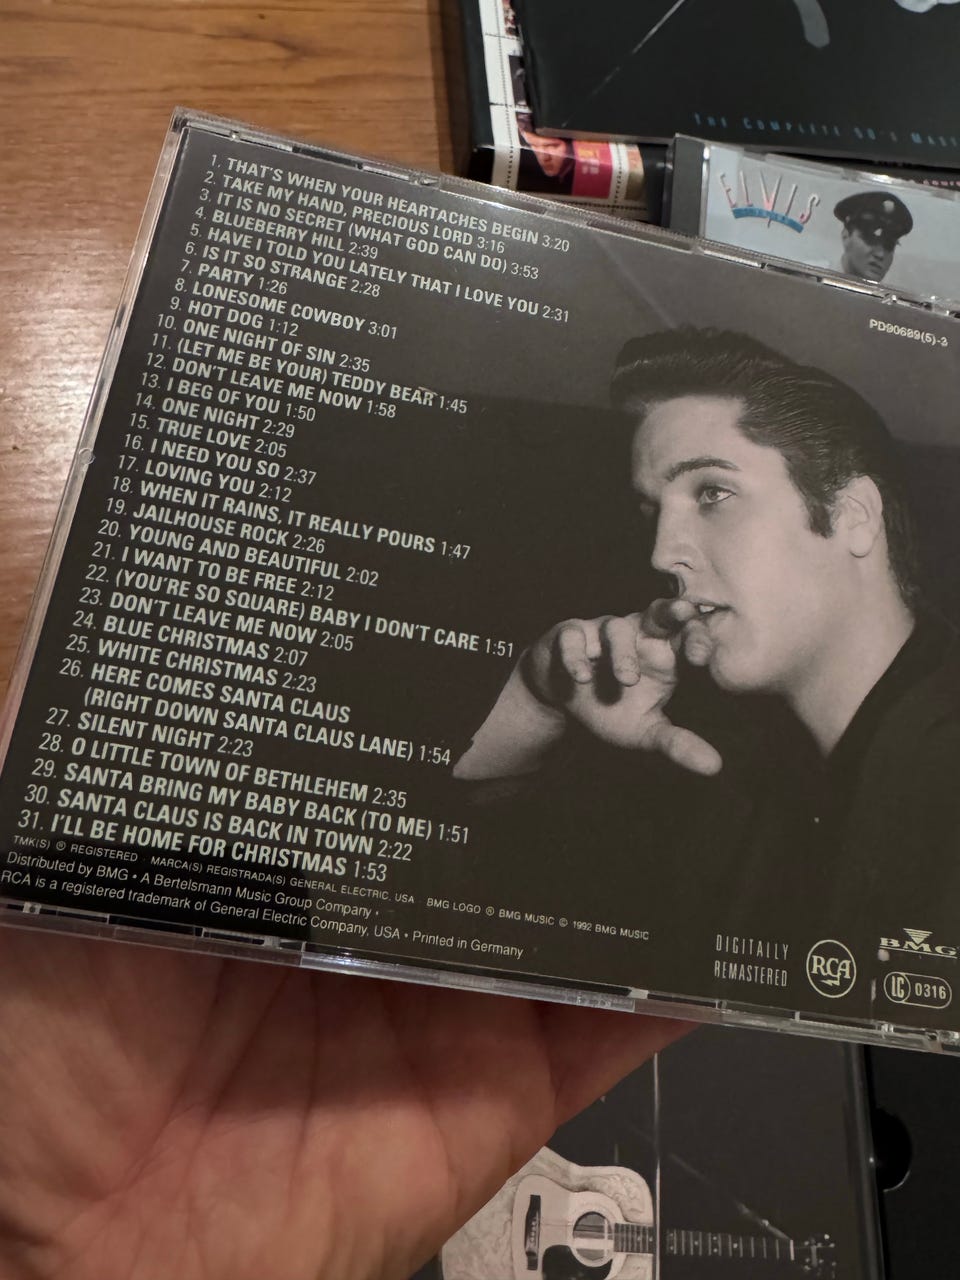 THE COMPLETE 50'S
ELVIS
PD90689(5)-3
1. THAT'S WHEN YOUR HEARTACHES BEGIN 3:20
2. TAKE MY HAND, PRECIOUS LORD 3:16
3. IT IS NO SECRET (WHAT GOD CAN DO) 3:53
4. BLUEBERRY HILL 2:39
5. HAVE I TOLD YOU LATELY THAT I LOVE YOU 2:31
6. IS IT SO STRANGE 2:28
7. PARTY 1:26
8. LONESOME COWBOY 3:01
9. HOT DOG 1:12
10. ONE NIGHT OF SIN 2:35
11. (LET ME BE YOUR) TEDDY BEAR 1:45
12. DON'T LEAVE ME NOW 1:58
13. I BEG OF YOU 1:50
14. ONE NIGHT 2:29
15. TRUE LOVE 2:05
16. I NEED YOU SO 2:37
17. LOVING YOU 2:12
18. WHEN IT RAINS, IT REALLY POURS 1:47
19. JAILHOUSE ROCK 2:26
20. YOUNG AND BEAUTIFUL 2:02
21. I WANT TO BE FREE 2:12
22. (YOU'RE SO SQUARE) BABY I DON'T CARE 1:51
23. DON'T LEAVE ME NOW 2:05
24. BLUE CHRISTMAS 2:07
25. WHITE CHRISTMAS 2:23
26. HERE COMES SANTA CLAUS
(RIGHT DOWN SANTA CLAUS LANE) 1:54
27. SILENT NIGHT 2:23
28. O LITTLE TOWN OF BETHLEHEM 2:35
29. SANTA BRING MY BABY BACK (TO ME) 1:51
30. SANTA CLAUS IS BACK IN TOWN 2:22
31. I'LL BE HOME FOR CHRISTMAS 1:53
TMK(S) ® REGISTERED · MARCA(S) REGISTRADA(S) GENERAL ELECTRIC, USA · BMG LOGO ® BMG MUSIC © 1992 BMG MUSIC
Distributed by BMG • A Bertelsmann Music Group Company •
RCA is a registered trademark of General Electric Company, USA • Printed in Germany
DIGITALLY
REMASTERED
RCA
BMG
LC 0316